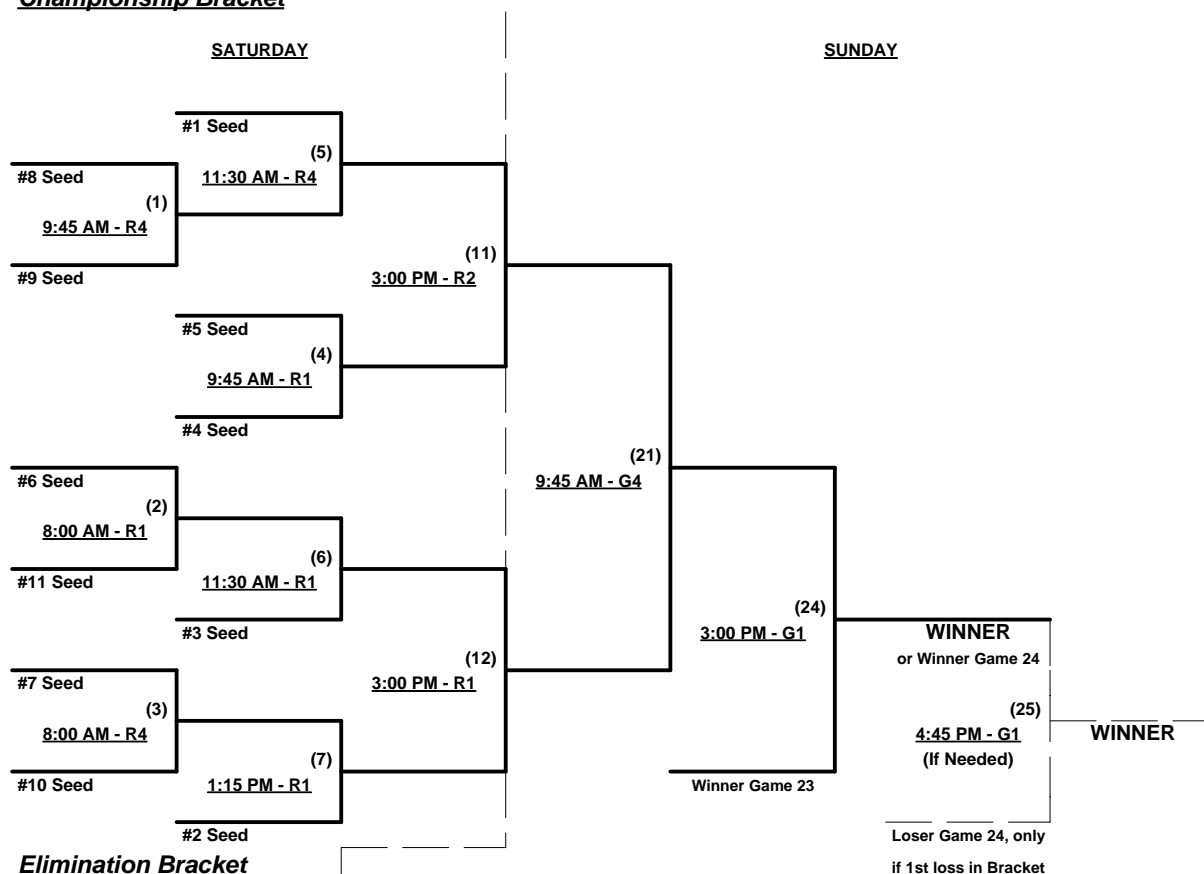 Championship Bracket
SATURDAY
SUNDAY
#1 Seed
(5)
#8 Seed
11:30 AM - R4
(1)
9:45 AM - R4
(11)
#9 Seed
3:00 PM - R2
#5 Seed
(4)
9:45 AM - R1
#4 Seed
(21)
#6 Seed
9:45 AM - G4
(2)
8:00 AM - R1
(6)
#11 Seed
11:30 AM - R1
(24)
#3 Seed
3:00 PM - G1
WINNER
(12)
or Winner Game 24
#7 Seed
3:00 PM - R1
(3)
(25)
8:00 AM - R4
4:45 PM - G1
WINNER
(7)
(If Needed)
#10 Seed
1:15 PM - R1
Winner Game 23
#2 Seed
Loser Game 24, only
Elimination Bracket
if 1st loss in Bracket